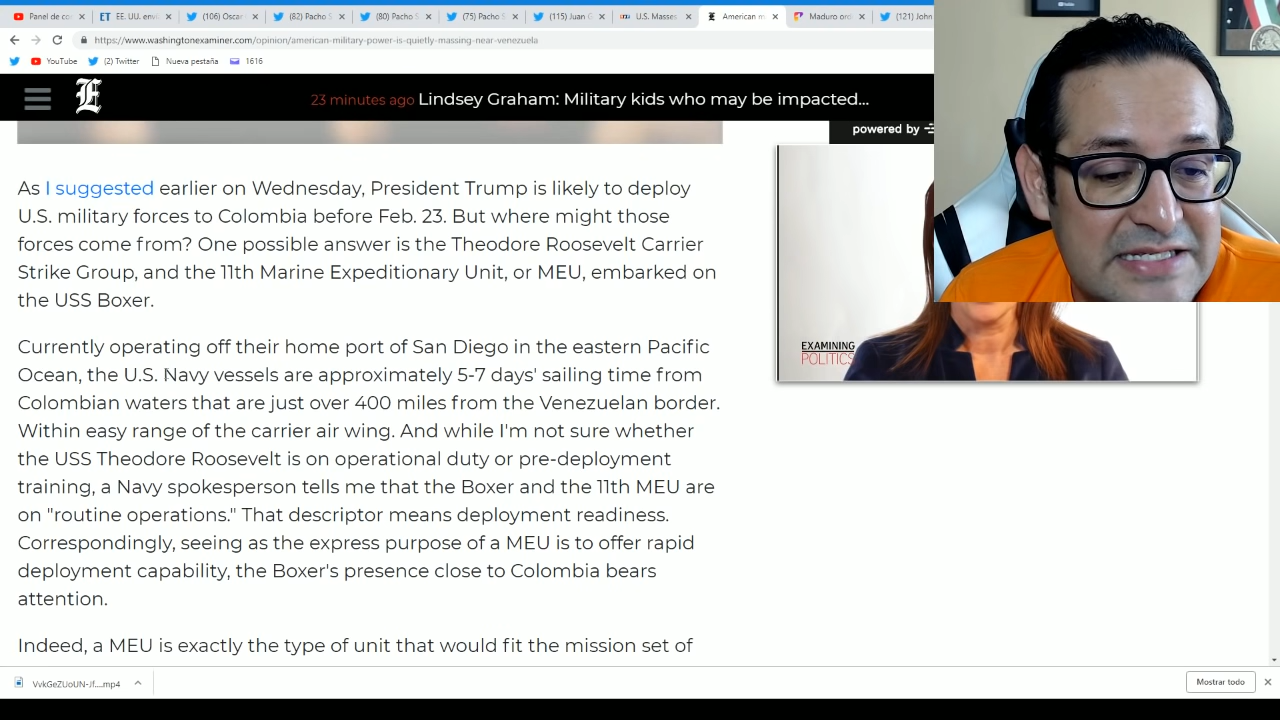 Panel de co
EE. UU. envi
(106) Oscar
(82) Pacho S
(80) Pacho S
(75) Pacho S
(115) Juan G
U.S. Masses
American m
Maduro ord
(121) John
https://www.washingtonexaminer.com/opinion/american-military-power-is-quietly-massing-near-venezuela
YouTube
(2) Twitter
Nueva pestaña
1616
E
23 minutes ago Lindsey Graham: Military kids who may be impacted...
powered by
As I suggested earlier on Wednesday, President Trump is likely to deploy
U.S. military forces to Colombia before Feb. 23. But where might those
forces come from? One possible answer is the Theodore Roosevelt Carrier
Strike Group, and the 11th Marine Expeditionary Unit, or MEU, embarked on
the USS Boxer.
Currently operating off their home port of San Diego in the eastern Pacific
Ocean, the U.S. Navy vessels are approximately 5-7 days' sailing time from
Colombian waters that are just over 400 miles from the Venezuelan border.
Within easy range of the carrier air wing. And while I'm not sure whether
the USS Theodore Roosevelt is on operational duty or pre-deployment
training, a Navy spokesperson tells me that the Boxer and the 11th MEU are
on "routine operations." That descriptor means deployment readiness.
Correspondingly, seeing as the express purpose of a MEU is to offer rapid
deployment capability, the Boxer's presence close to Colombia bears
attention.
Indeed, a MEU is exactly the type of unit that would fit the mission set of
EXAMINING
POLITICS
VvkGeZUoUN-Jf....mp4
Mostrar todo